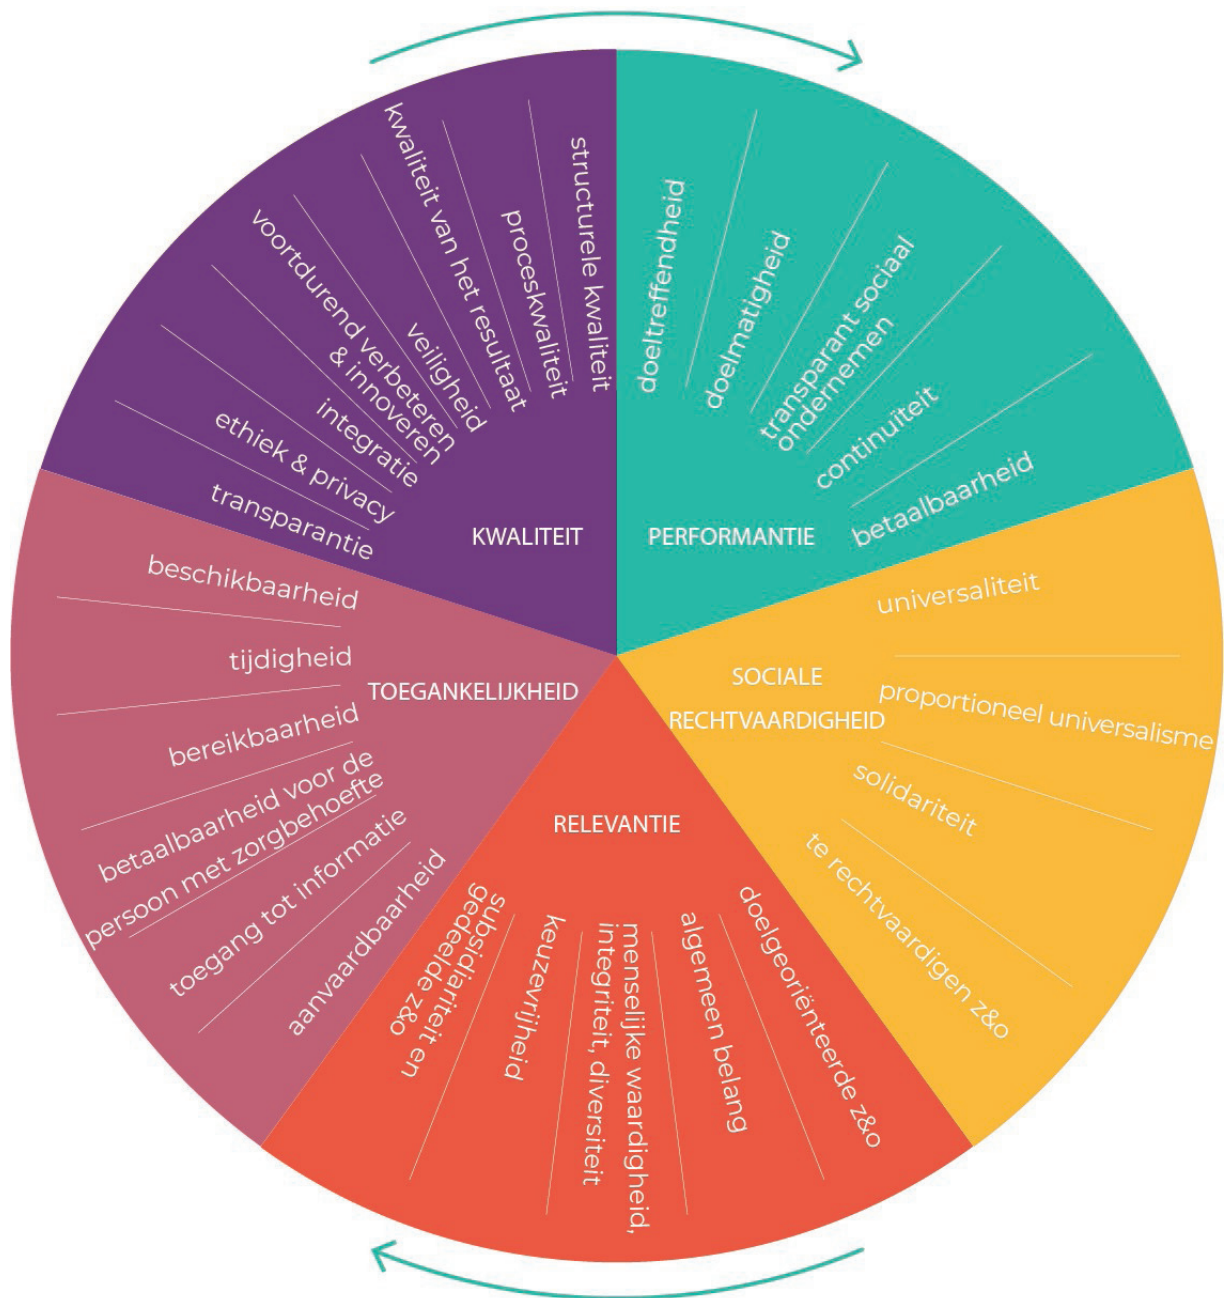 KWALITEIT
transparantie
ethiek & privacy
integratie
voortdurend verbeteren
& innoveren
veiligheid
kwaliteit van het resultaat
proceskwaliteit
structurele kwaliteit
PERFORMANTIE
doeltreffendheid
doelmatigheid
transparant sociaal
ondernemen
continuïteit
betaalbaarheid
SOCIALE
RECHTVAARDIGHEID
universaliteit
proportioneel universalisme
solidariteit
te rechtvaardigen z&o
RELEVANTIE
doelgeoriënteerde z&o
algemeen belang
menselijke waardigheid,
integriteit, diversiteit
keuzevrijheid
subsidiariteit en
gedeelde z&o
TOEGANKELIJKHEID
aanvaardbaarheid
toegang tot informatie
betaalbaarheid voor de
persoon met zorgbehoefte
bereikbaarheid
tijdigheid
beschikbaarheid